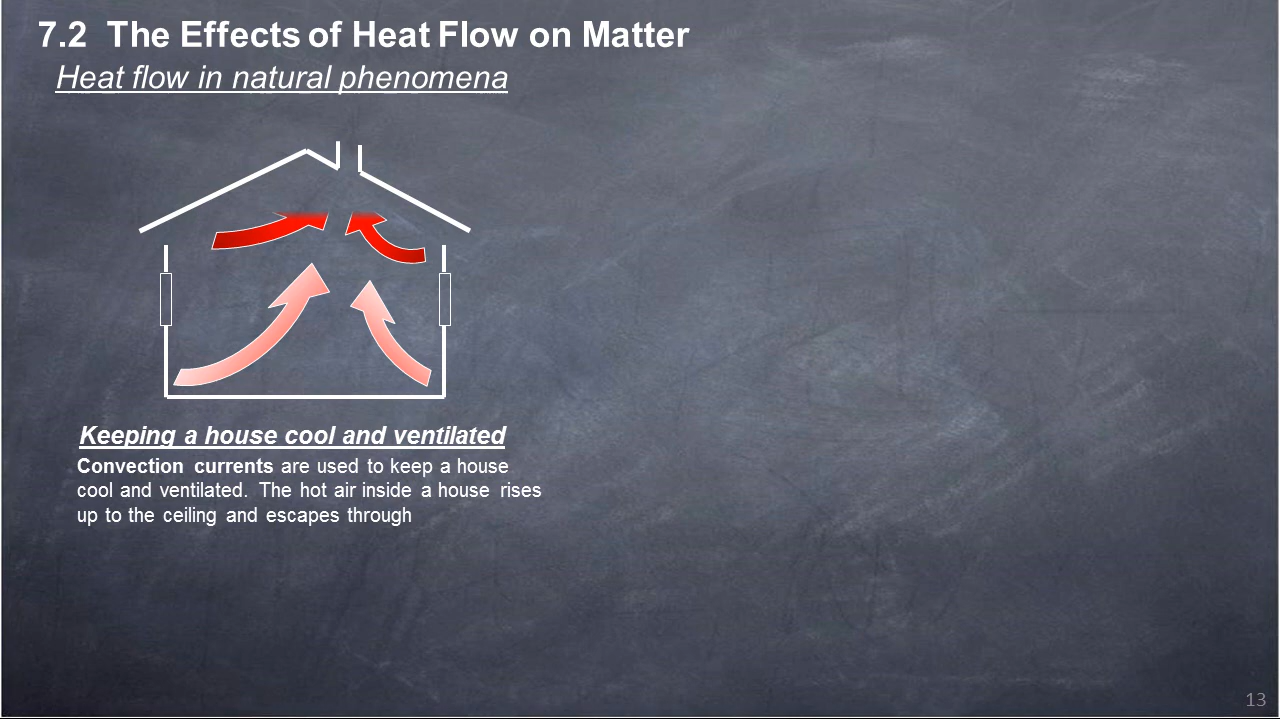 7.2 The Effects of Heat Flow on Matter
Heat flow in natural phenomena
Keeping a house cool and ventilated
Convection currents are used to keep a house
cool and ventilated. The hot air inside a house rises
up to the ceiling and escapes through
13